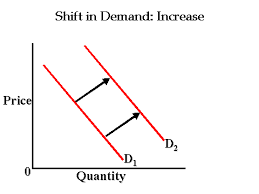 Shift in Demand: Increase
Price
D2
D1
0
Quantity